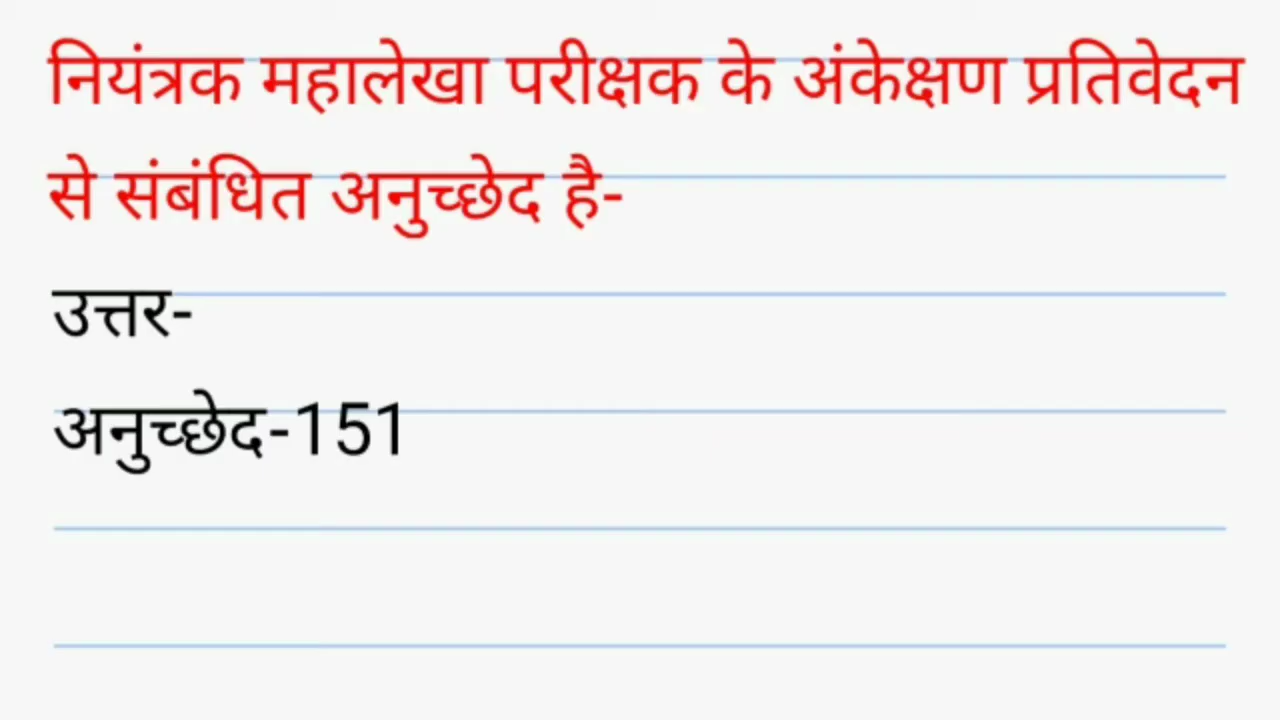 नियंत्रक महालेखा परीक्षक के अंकेक्षण प्रतिवेदन
से संबंधित अनुच्छेद है-
उत्तर-
अनुच्छेद-151